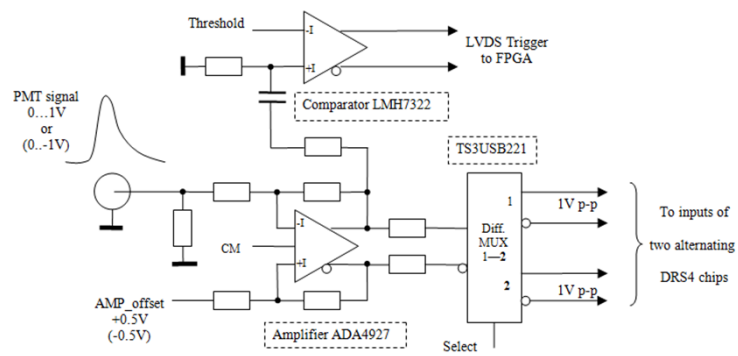 Threshold
-I
+I
LVDS Trigger
to FPGA
Comparator LMH7322
PMT signal
0...1V
or
(0..-1V)
TS3USB221
-I
CM
+I
Diff.
MUX
1—2
1
2
1V p-p
1V p-p
To inputs of
two alternating
DRS4 chips
AMP_offset
+0.5V
(-0.5V)
Amplifier ADA4927
Select